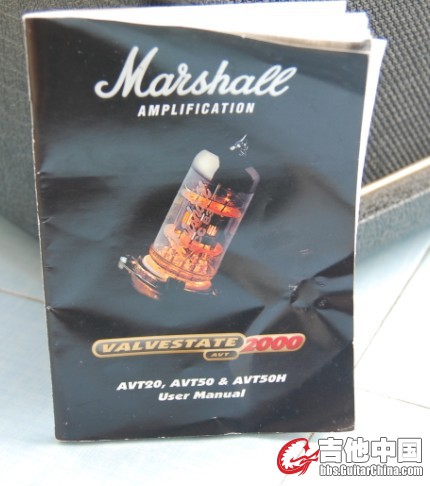 Marshall
AMPLIFICATION
VALVESTATE 2000
AVT
AVT20, AVT50 & AVT50H
User Manual
吉他中国
bbs.GuitarChina.com